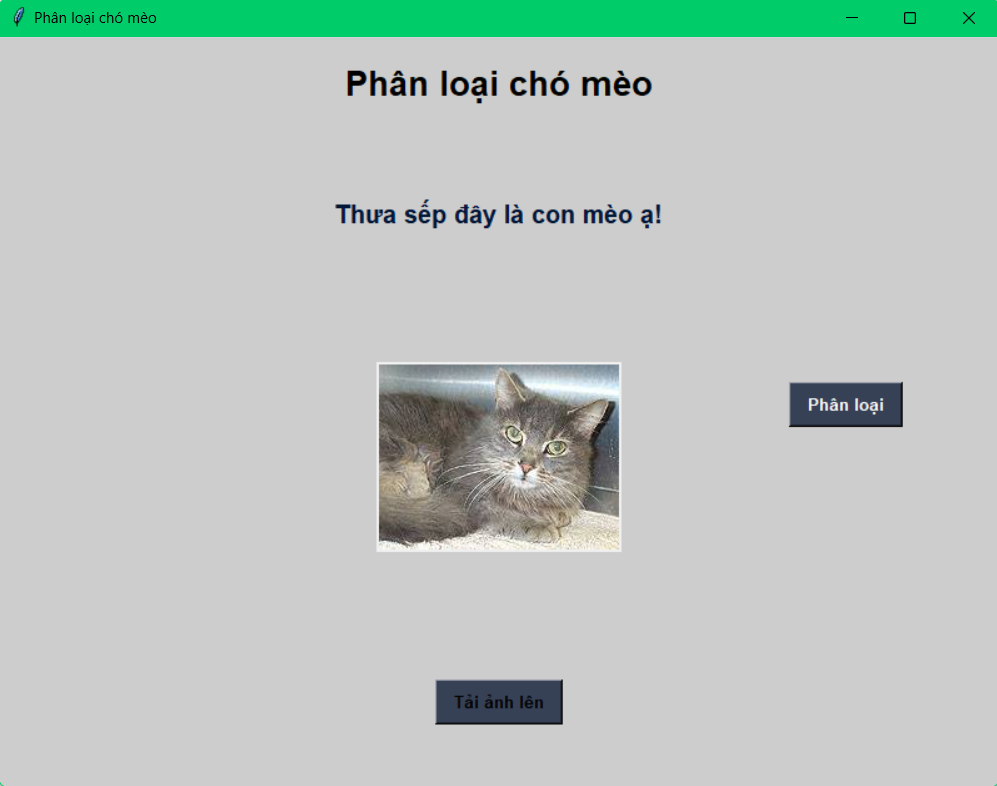 Phân loại chó mèo
Phân loại chó mèo
Thưa sếp đây là con mèo ạ!
Phân loại
Tải ảnh lên